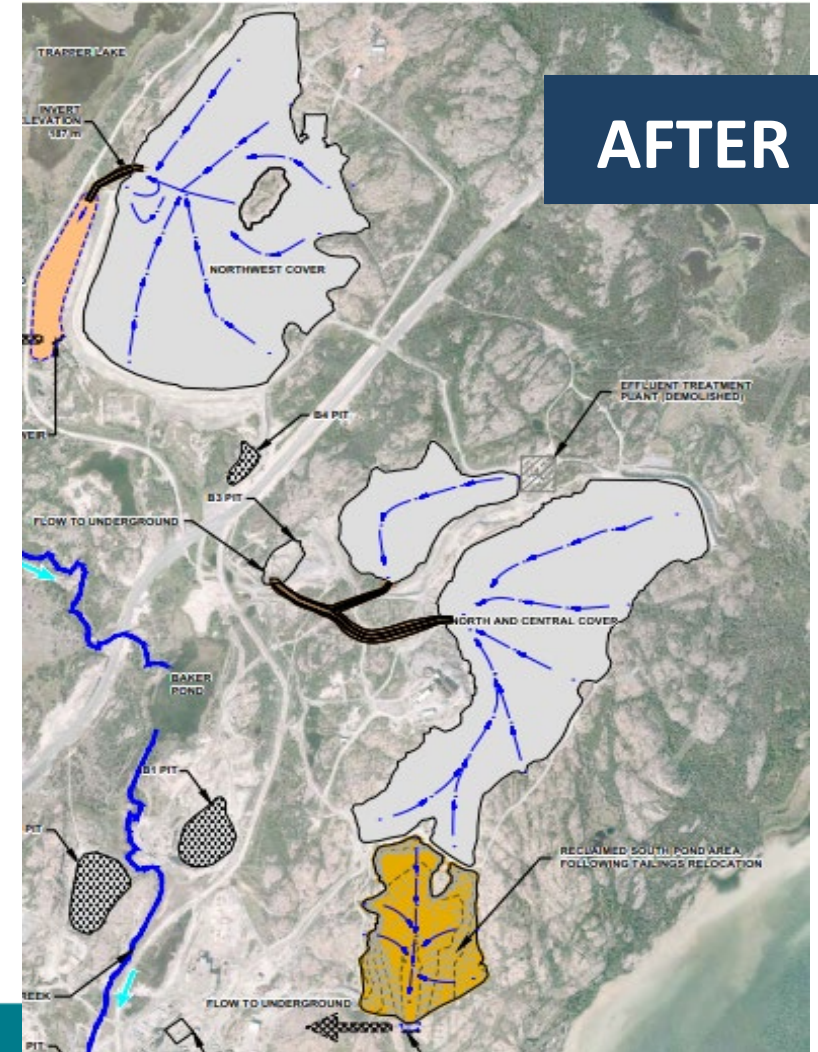 TRAPPER LAKE
AFTER
INVERT
LEVATION
187 m
NORTHWEST COVER
EFFLUENT TREATMENT
PLANT (DEMOLISHED)
B4 PIT
WEIR
B3 PIT
FLOW TO UNDERGROUND
NORTH AND CENTRAL COVER
BAKER
POND
B1 PIT
PIT
RECLAIMED SOUTH POND AREA
FOLLOWING TAILINGS RELOCATION
REEK
FLOW TO UNDERGROUND
PIT